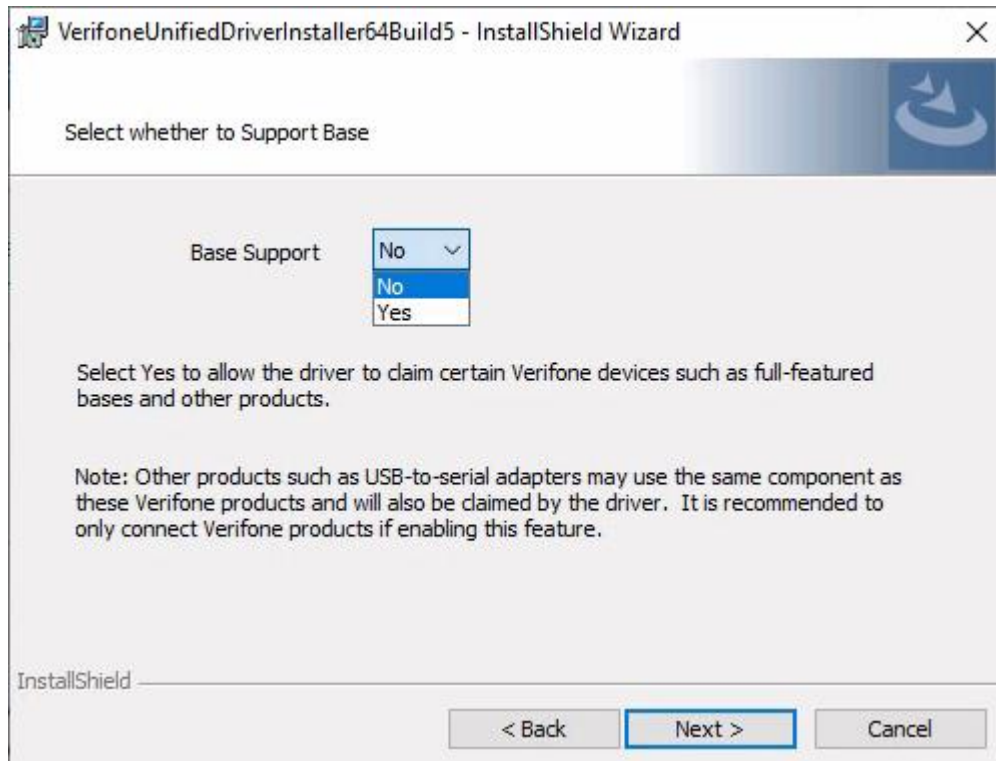 VerifoneUnifiedDriverInstaller64Build5 - InstallShield Wizard
Select whether to Support Base
Base Support No
No
Yes
Select Yes to allow the driver to claim certain Verifone devices such as full-featured
bases and other products.
Note: Other products such as USB-to-serial adapters may use the same component as
these Verifone products and will also be claimed by the driver. It is recommended to
only connect Verifone products if enabling this feature.
InstallShield
< Back Next > Cancel